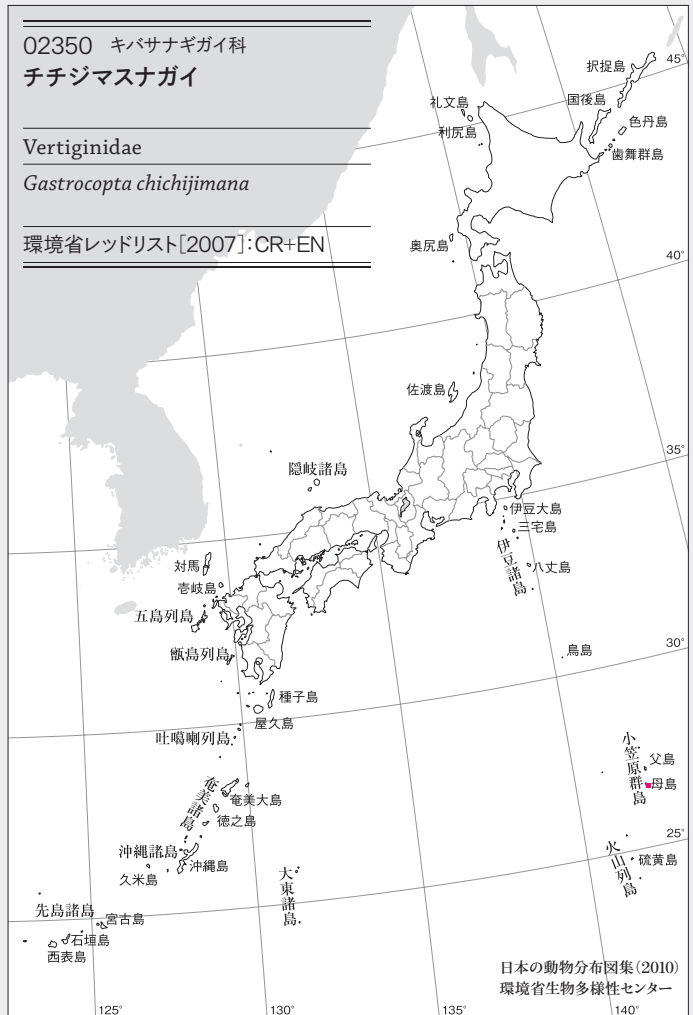 02350 キバサナギガイ科
チチジマスナガイ
Vertiginidae
Gastrocopta chichijimana
環境省レッドリスト[2007]:CR+EN
択捉島
45°
礼文島
国後島
利尻島
色丹島
歯舞群島
奥尻島
40°
佐渡島
35°
隠岐諸島
伊豆大島
三宅島
伊豆諸島
八丈島
対馬
壱岐島
五島列島
甑島列島
鳥島
30°
種子島
屋久島
吐噶喇列島
小笠原群島
父島
母島
奄美諸島
奄美大島
徳之島
25°
沖縄諸島
沖縄島
久米島
火山列島
硫黄島
大東諸島
先島諸島
宮古島
石垣島
西表島
日本の動物分布図集(2010)
環境省生物多様性センター
125°
130°
135°
140°